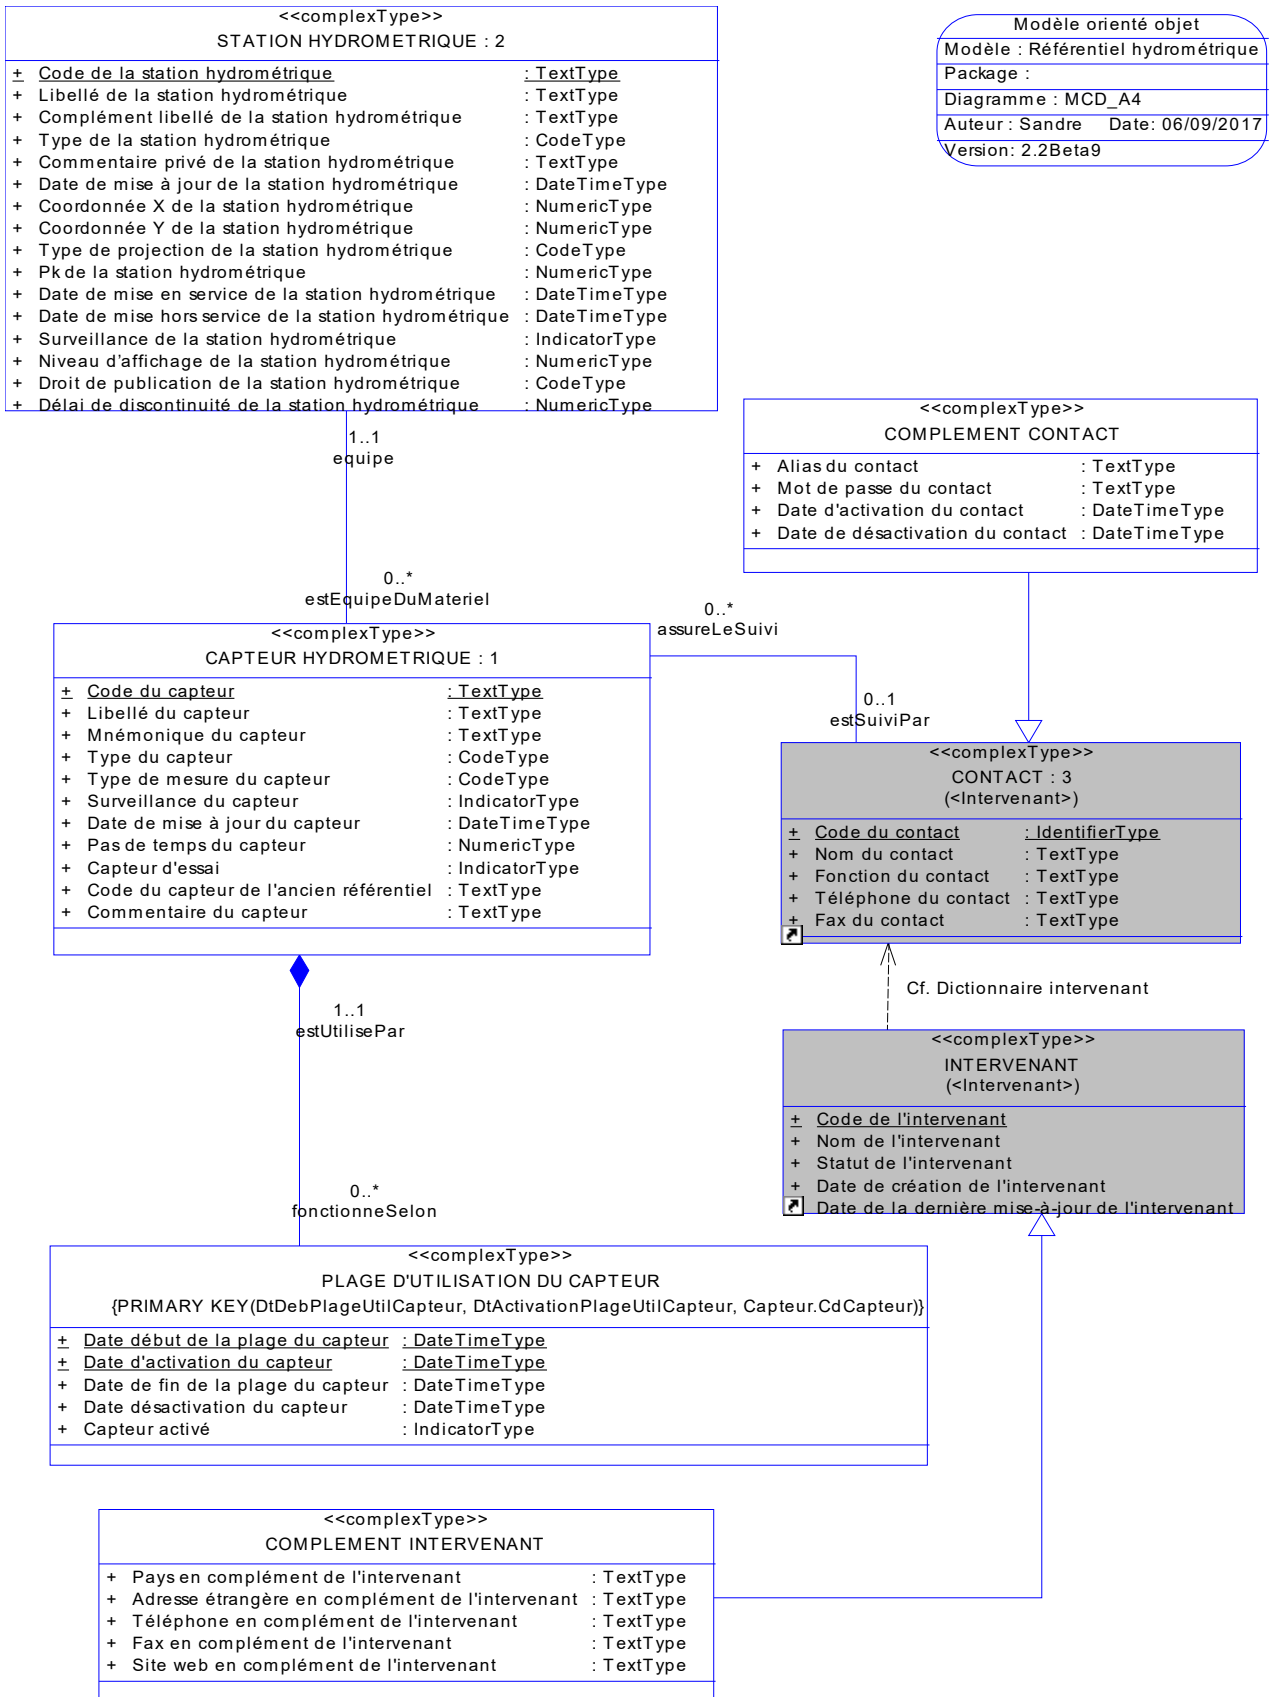 <<complexType>>
STATION HYDROMETRIQUE : 2
+ Code de la station hydrométrique : TextType
+ Libellé de la station hydrométrique : TextType
+ Complément libellé de la station hydrométrique : TextType
+ Type de la station hydrométrique : CodeType
+ Commentaire privé de la station hydrométrique : TextType
+ Date de mise à jour de la station hydrométrique : DateTimeType
+ Coordonnée X de la station hydrométrique : NumericType
+ Coordonnée Y de la station hydrométrique : NumericType
+ Type de projection de la station hydrométrique : CodeType
+ Pk de la station hydrométrique : NumericType
+ Date de mise en service de la station hydrométrique : DateTimeType
+ Date de mise hors service de la station hydrométrique : DateTimeType
+ Surveillance de la station hydrométrique : IndicatorType
+ Niveau d’affichage de la station hydrométrique : NumericType
+ Droit de publication de la station hydrométrique : CodeType
+ Délai de discontinuité de la station hydrométrique : NumericType
Modèle orienté objet
Modèle : Référentiel hydrométrique
Package :
Diagramme : MCD_A4
Auteur : Sandre Date: 06/09/2017
Version: 2.2Beta9
1..1
equipe
0..*
estEquipeDuMateriel
<<complexType>>
COMPLEMENT CONTACT
+ Alias du contact : TextType
+ Mot de passe du contact : TextType
+ Date d'activation du contact : DateTimeType
+ Date de désactivation du contact : DateTimeType
0..*
assureLeSuivi
0..1
estSuiviPar
<<complexType>>
CAPTEUR HYDROMETRIQUE : 1
+ Code du capteur : TextType
+ Libellé du capteur : TextType
+ Mnémonique du capteur : TextType
+ Type du capteur : CodeType
+ Type de mesure du capteur : CodeType
+ Surveillance du capteur : IndicatorType
+ Date de mise à jour du capteur : DateTimeType
+ Pas de temps du capteur : NumericType
+ Capteur d'essai : IndicatorType
+ Code du capteur de l'ancien référentiel : TextType
+ Commentaire du capteur : TextType
<<complexType>>
CONTACT : 3
(<Intervenant>)
+ Code du contact : IdentifierType
+ Nom du contact : TextType
+ Fonction du contact : TextType
+ Téléphone du contact : TextType
+ Fax du contact : TextType
Cf. Dictionnaire intervenant
<<complexType>>
INTERVENANT
(<Intervenant>)
+ Code de l'intervenant
+ Nom de l'intervenant
+ Statut de l'intervenant
+ Date de création de l'intervenant
Date de la dernière mise-à-jour de l'intervenant
1..1
estUtilisePar
0..*
fonctionneSelon
<<complexType>>
PLAGE D'UTILISATION DU CAPTEUR
{PRIMARY KEY(DtDebPlageUtilCapteur, DtActivationPlageUtilCapteur, Capteur.CdCapteur)}
+ Date début de la plage du capteur : DateTimeType
+ Date d'activation du capteur : DateTimeType
+ Date de fin de la plage du capteur : DateTimeType
+ Date désactivation du capteur : DateTimeType
+ Capteur activé : IndicatorType
<<complexType>>
COMPLEMENT INTERVENANT
+ Pays en complément de l'intervenant : TextType
+ Adresse étrangère en complément de l'intervenant : TextType
+ Téléphone en complément de l'intervenant : TextType
+ Fax en complément de l'intervenant : TextType
+ Site web en complément de l'intervenant : TextType